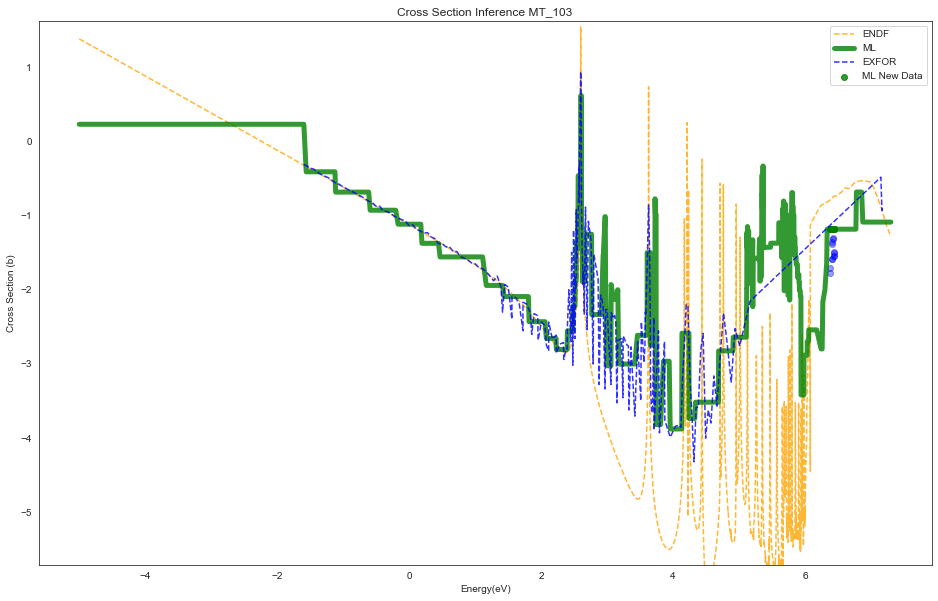 Cross Section Inference MT_103
ENDF
ML
EXFOR
ML New Data
Cross Section (b)
1
0
−1
−2
−3
−4
−5
−4
−2
0
2
4
6
Energy(eV)